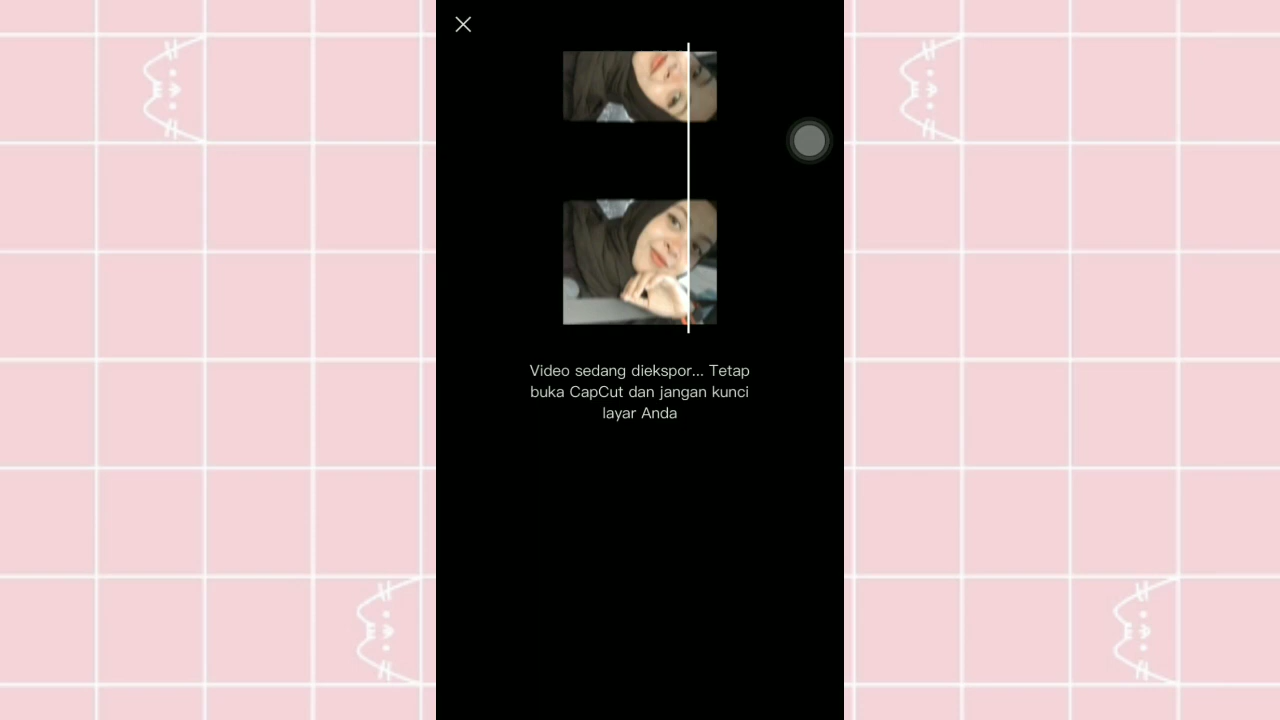 Video sedang diekspor... Tetap
buka CapCut dan jangan kunci
layar Anda